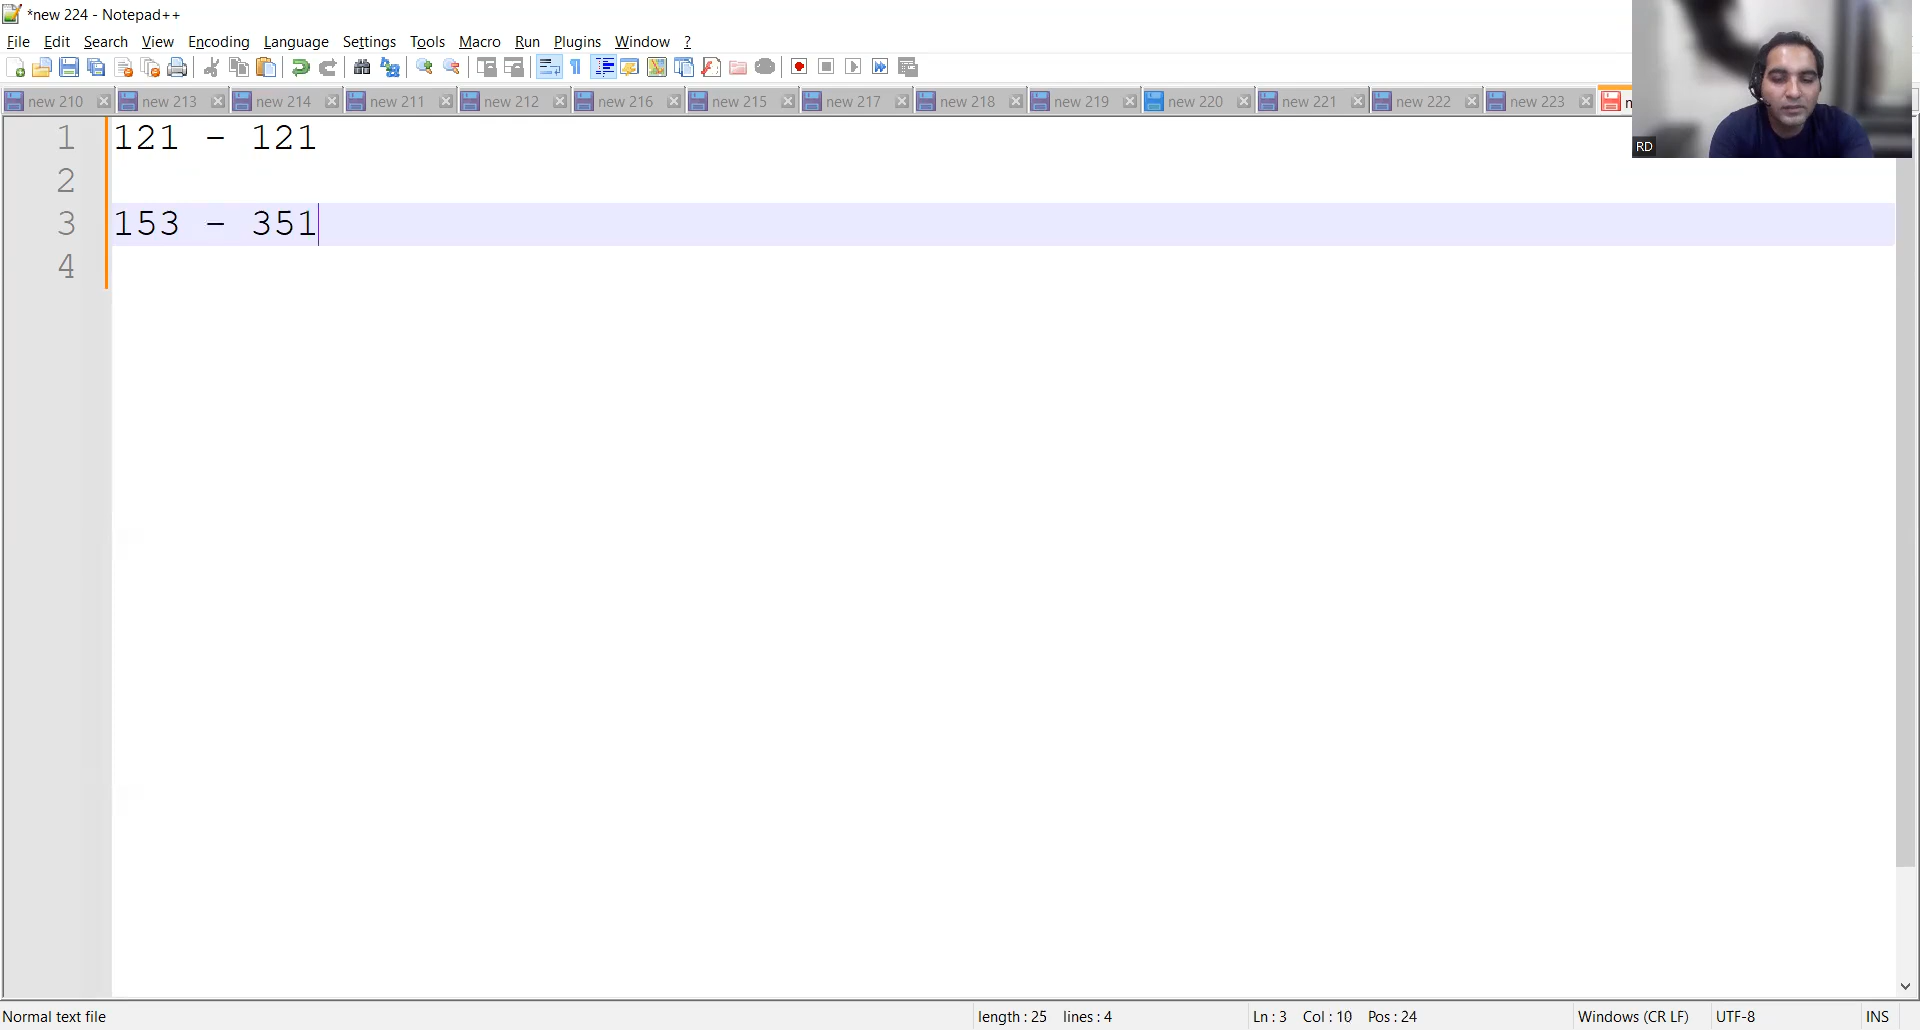 *new 224 - Notepad++
File Edit Search View Encoding Language Settings Tools Macro Run Plugins Window ?
new 210 new 213 new 214 new 211 new 212 new 216 new 215 new 217 new 218 new 219 new 220 new 221 new 222 new 223
RD
1 121 - 121
2
3 153 - 351
4
Normal text file length : 25 lines : 4 Ln : 3 Col : 10 Pos : 24 Windows (CR LF) UTF-8 INS